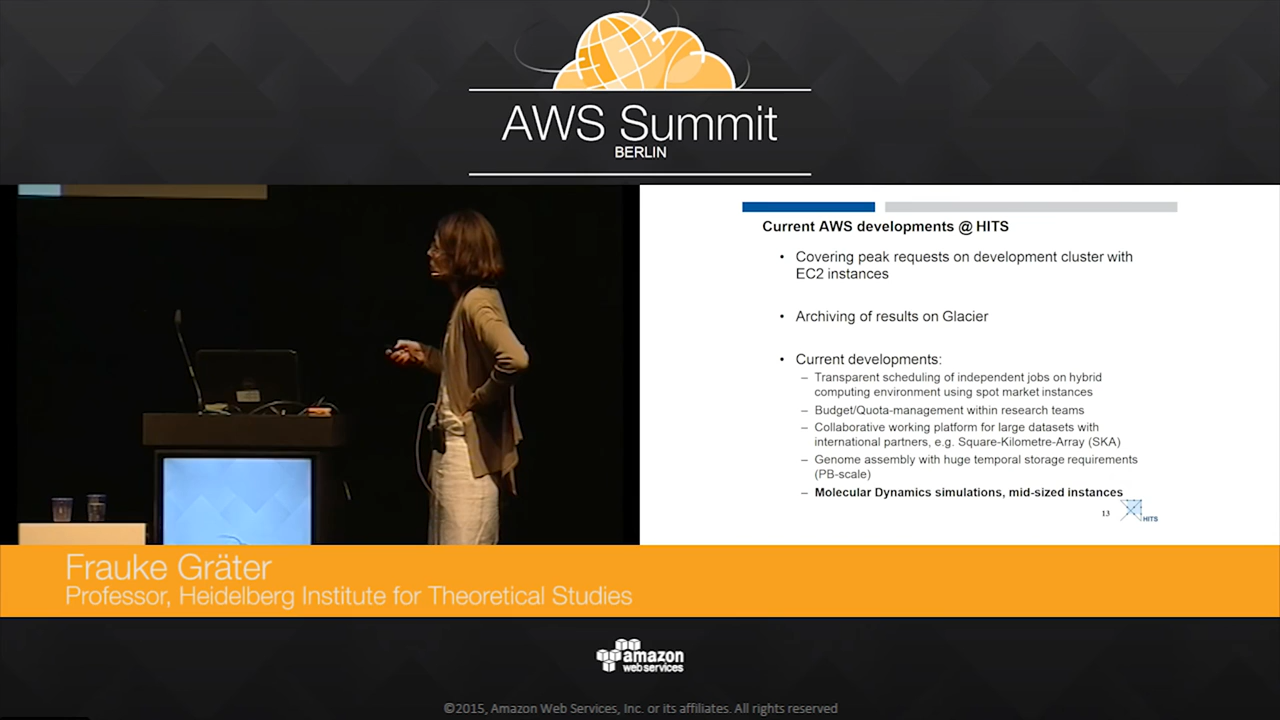 AWS Summit
BERLIN
Current AWS developments @ HITS
• Covering peak requests on development cluster with
EC2 instances
• Archiving of results on Glacier
• Current developments:
– Transparent scheduling of independent jobs on hybrid
computing environment using spot market instances
– Budget/Quota-management within research teams
– Collaborative working platform for large datasets with
international partners, e.g. Square-Kilometre-Array (SKA)
– Genome assembly with huge temporal storage requirements
(PB-scale)
– Molecular Dynamics simulations, mid-sized instances
13
HITS
Frauke Gräter
Professor, Heidelberg Institute for Theoretical Studies
amazon
web services
©2015, Amazon Web Services, Inc. or its affiliates. All rights reserved